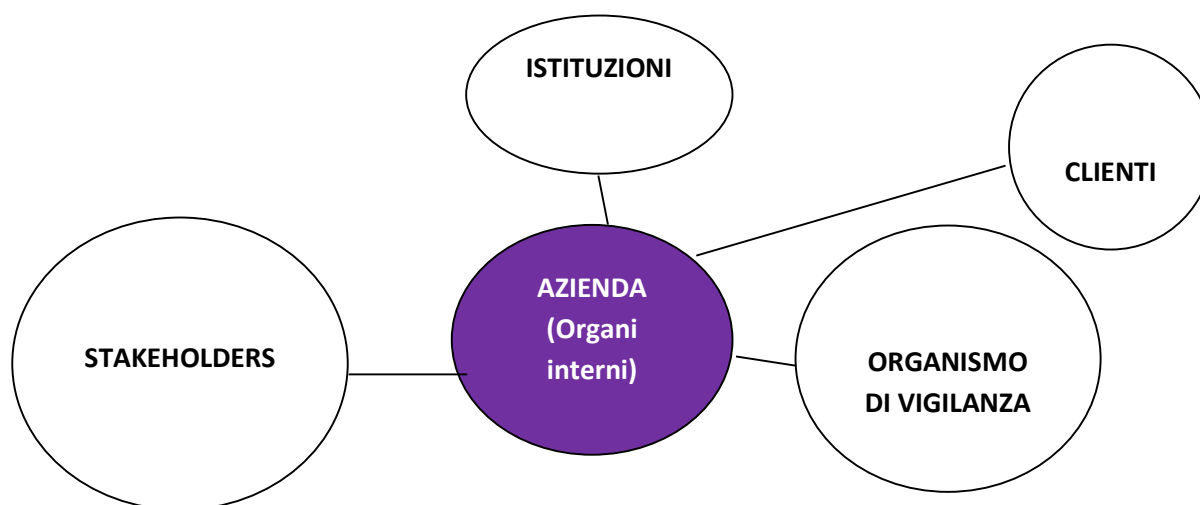 ISTITUZIONI
CLIENTI
AZIENDA
(Organi
interni)
STAKEHOLDERS
ORGANISMO
DI VIGILANZA